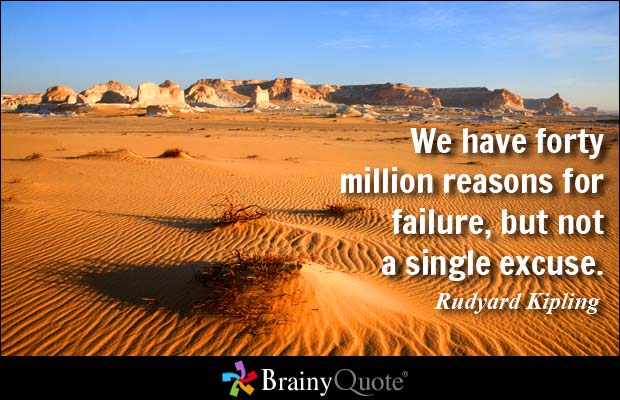 We have forty
million reasons for
failure, but not
a single excuse.
Rudyard Kipling
BrainyQuote®